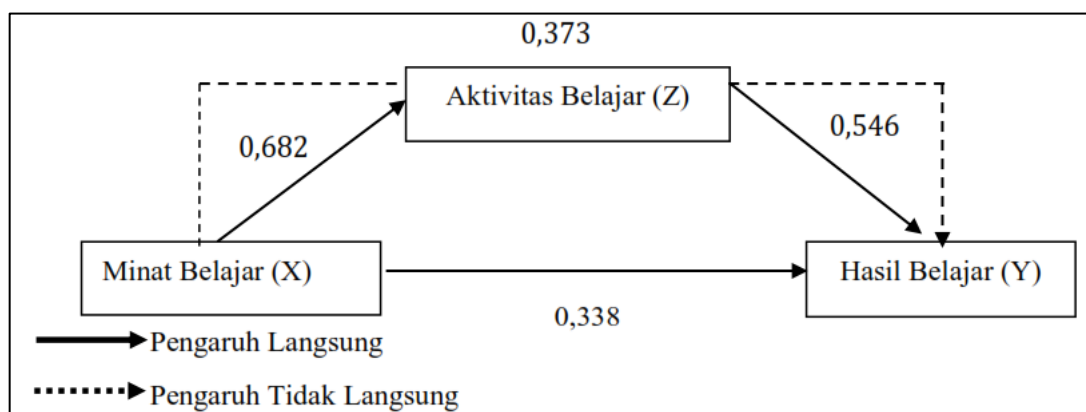 0,373
Aktivitas Belajar (Z)
0,682
0,546
Minat Belajar (X)
Hasil Belajar (Y)
0,338
Pengaruh Langsung
Pengaruh Tidak Langsung